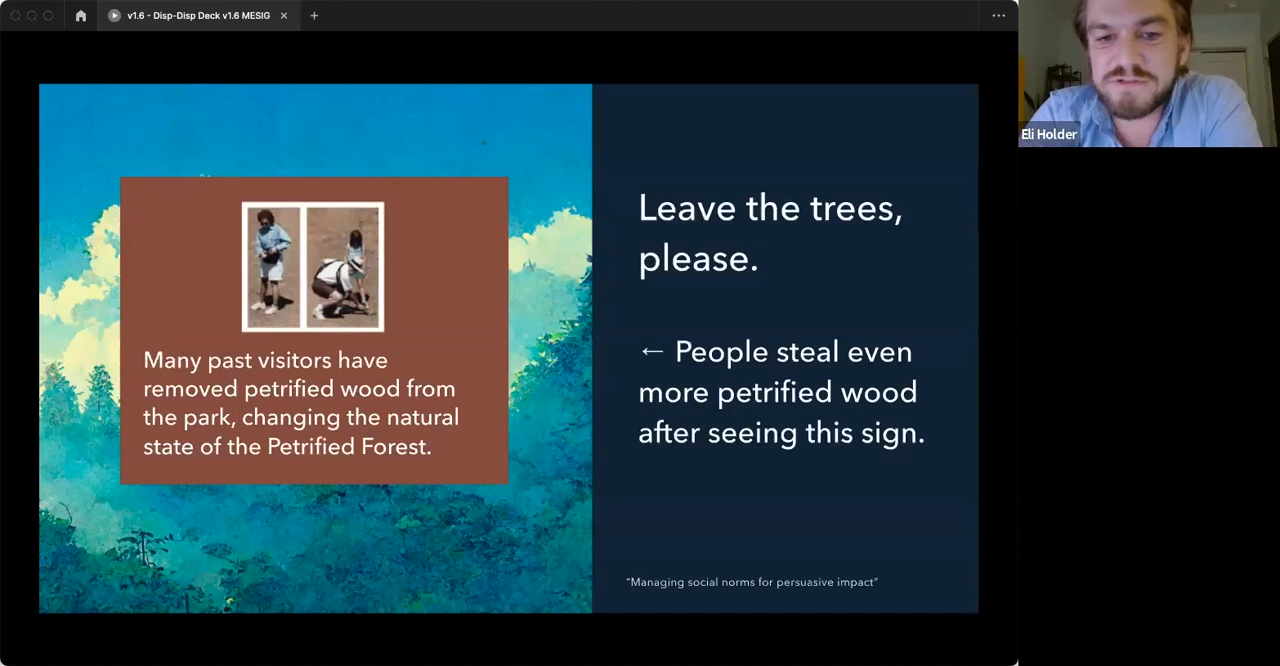 v1.6 - Disp-Disp Deck v1.6 MESIG
Eli Holder
Many past visitors have
removed petrified wood from
the park, changing the natural
state of the Petrified Forest.
Leave the trees,
please.
← People steal even
more petrified wood
after seeing this sign.
“Managing social norms for persuasive impact”